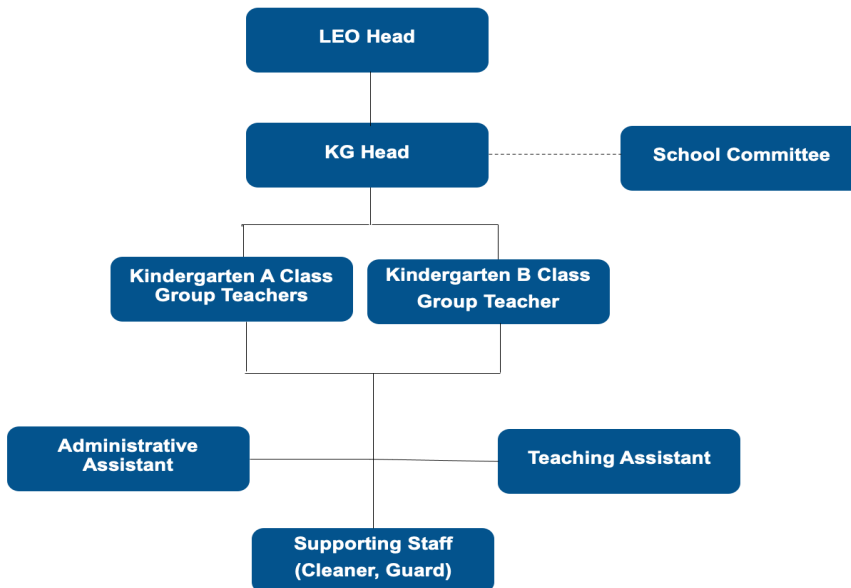 LEO Head
KG Head
School Committee
Kindergarten A Class
Group Teachers
Kindergarten B Class
Group Teacher
Administrative
Assistant
Teaching Assistant
Supporting Staff
(Cleaner, Guard)